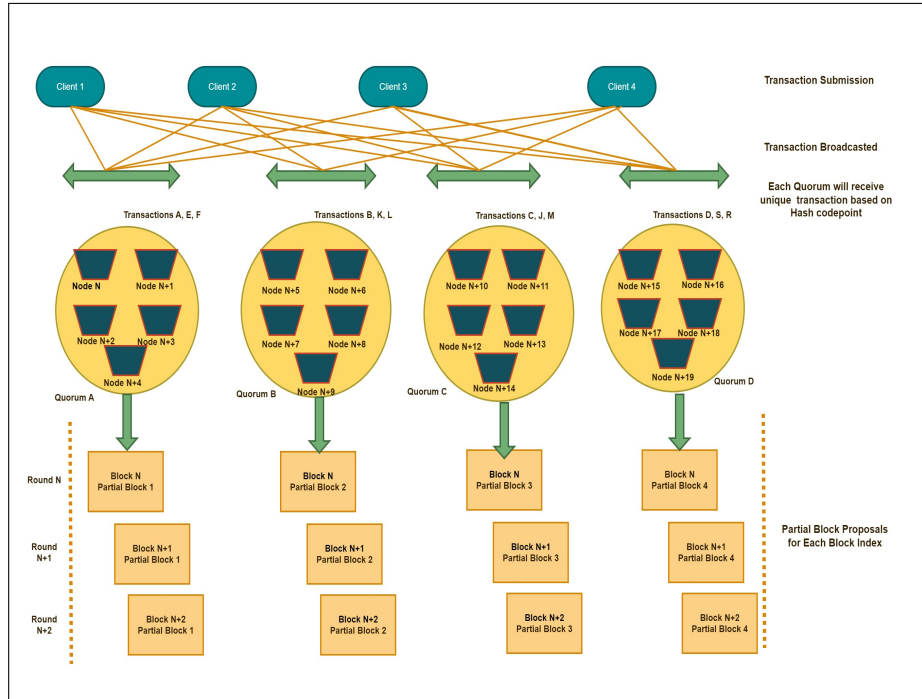 Client 1
Client 2
Client 3
Client 4
Transaction Submission
Transaction Broadcasted
Each Quorum will receive
unique transaction based on
Hash codepoint
Transactions A, E, F
Transactions B, K, L
Transactions C, J, M
Transactions D, S, R
Node N
Node N+1
Node N+5
Node N+6
Node N+10
Node N+11
Node N+15
Node N+16
Node N+2
Node N+3
Node N+7
Node N+8
Node N+12
Node N+13
Node N+17
Node N+18
Node N+4
Node N+9
Node N+14
Node N+19
Quorum A
Quorum B
Quorum C
Quorum D
Round N
Block N
Partial Block 1
Block N
Partial Block 2
Block N
Partial Block 3
Block N
Partial Block 4
Round
N+1
Block N+1
Partial Block 1
Block N+1
Partial Block 2
Block N+1
Partial Block 3
Block N+1
Partial Block 4
Partial Block Proposals
for Each Block Index
Round
N+2
Block N+2
Partial Block 1
Block N+2
Partial Block 2
Block N+2
Partial Block 3
Block N+2
Partial Block 4